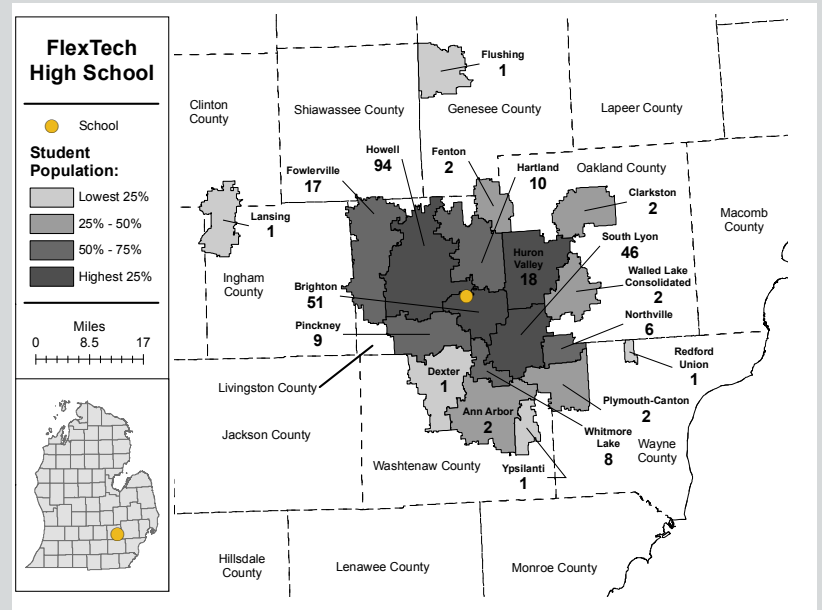 FlexTech
High School
School
Student
Population:
Lowest 25%
25% - 50%
50% - 75%
Highest 25%
Miles
0 8.5 17
Clinton
County
Shiawassee County
Flushing
1
Genesee County
Lapeer County
Howell
94
Fenton
2
Fowlerville
17
Hartland
10
Oakland County
Clarkston
2
Lansing
1
South Lyon
46
Macomb
County
Huron
Valley
18
Walled Lake
Consolidated
2
Ingham
County
Brighton
51
Northville
6
Pinckney
9
Redford
Union
1
Livingston County
Dexter
1
Plymouth-Canton
2
Ann Arbor
2
Whitmore
Lake
8
Jackson County
Wayne
County
Washtenaw County
Ypsilanti
1
Hillsdale
County
Lenawee County
Monroe County